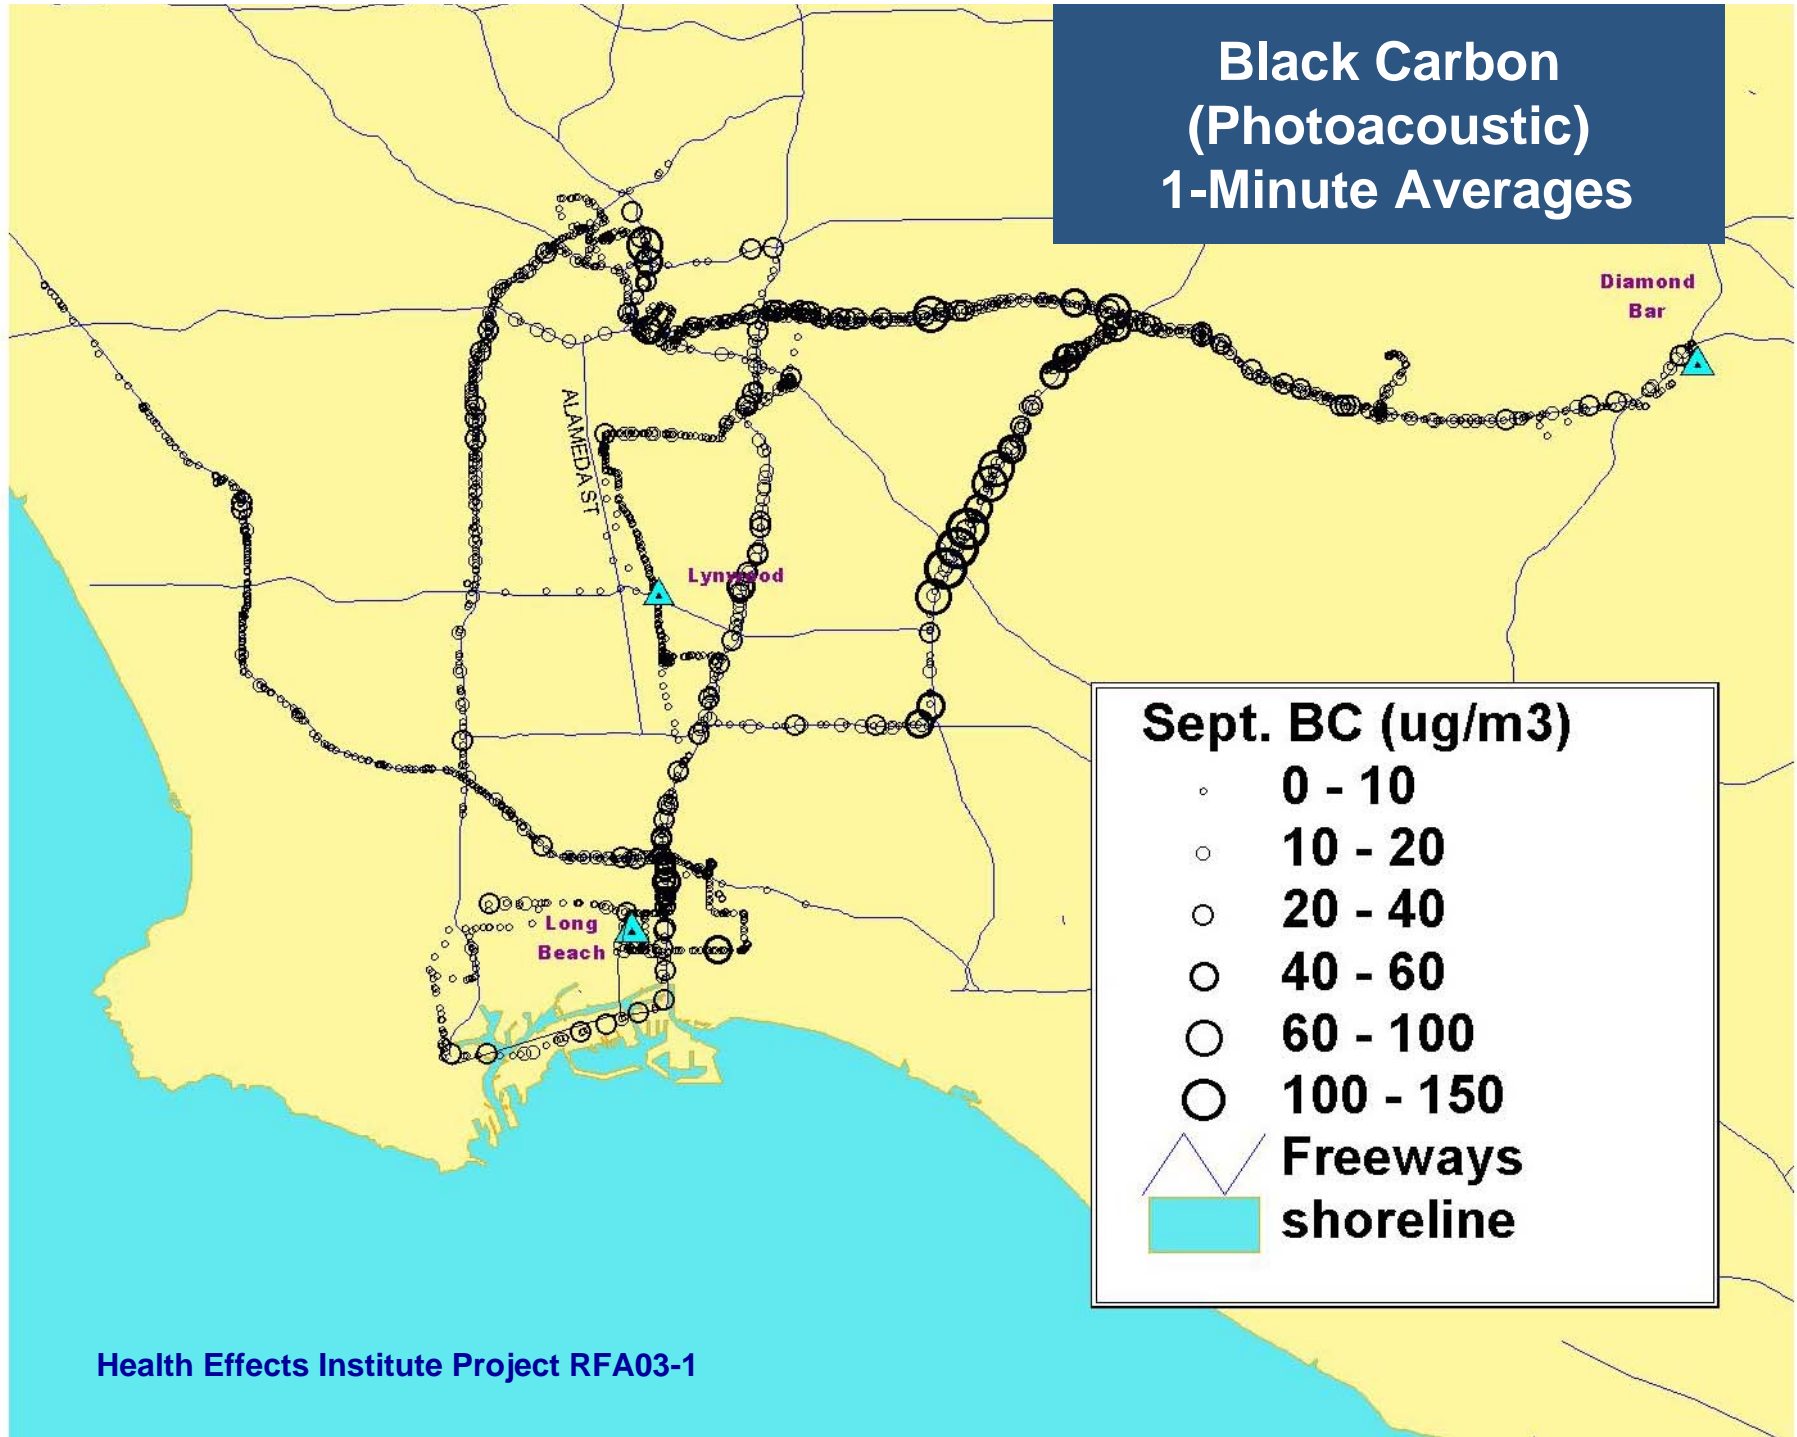 Black Carbon
(Photoacoustic)
1-Minute Averages
Diamond
Bar
ALAMEDA ST
Lynwood
Long
Beach
Sept. BC (ug/m3)
0 - 10
10 - 20
20 - 40
40 - 60
60 - 100
100 - 150
Freeways
shoreline
Health Effects Institute Project RFA03-1